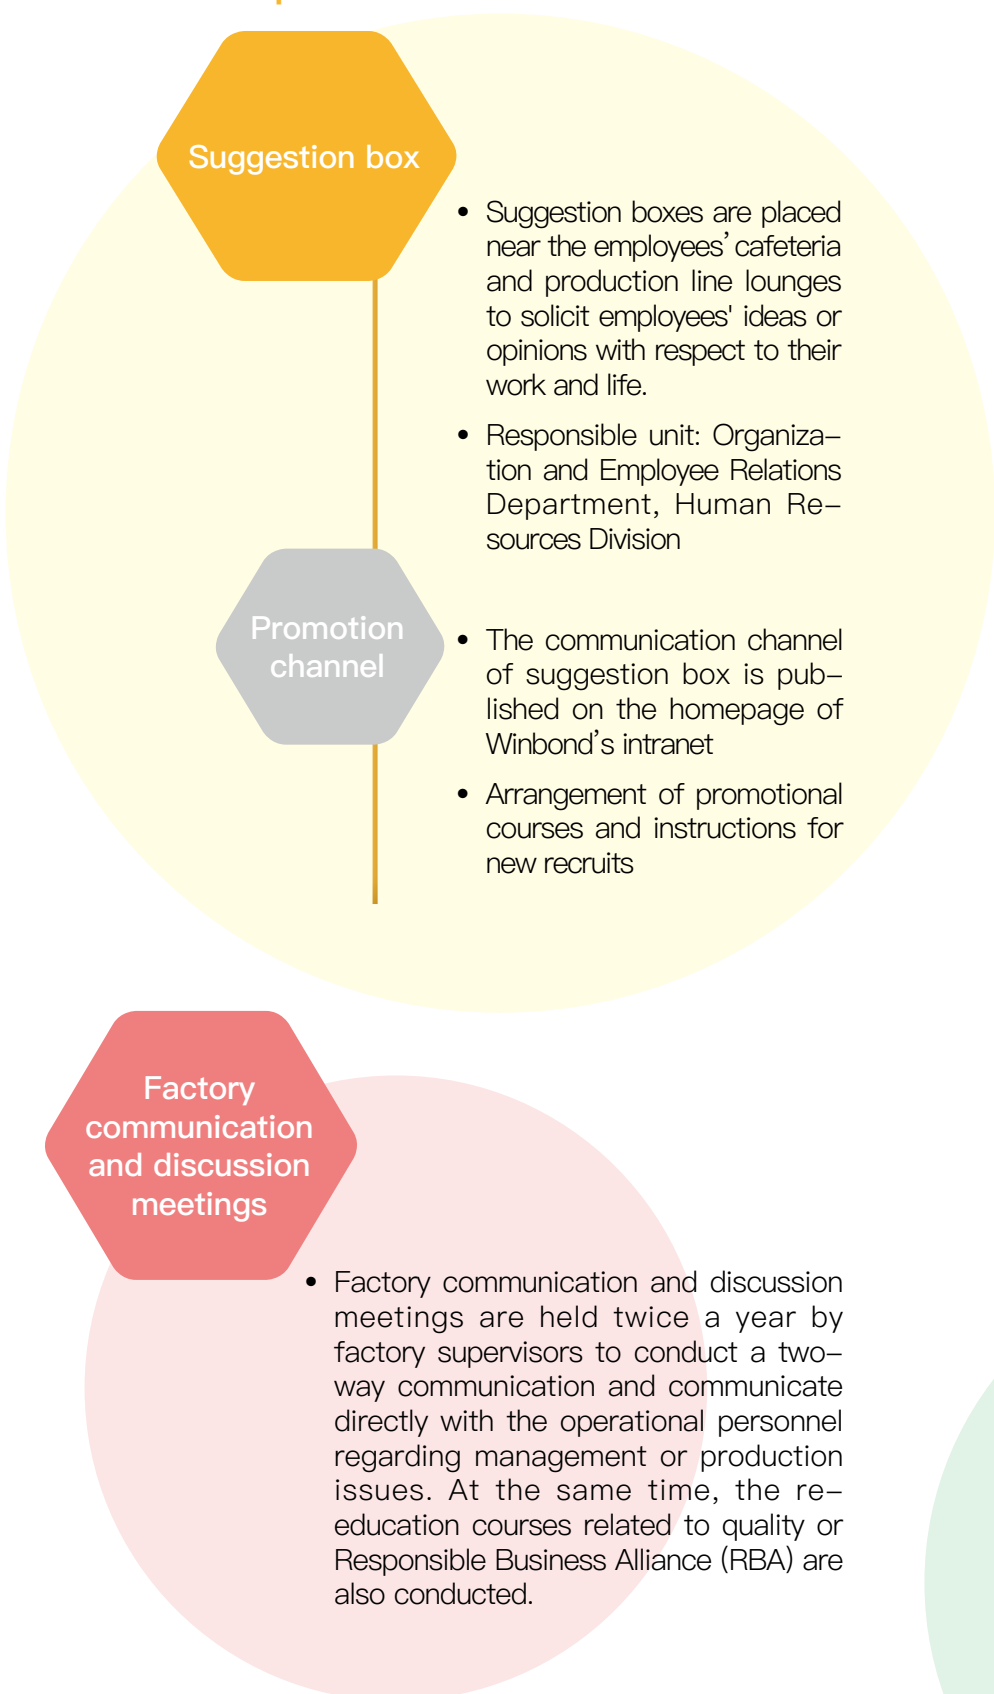 Suggestion box
• Suggestion boxes are placed
near the employees’ cafeteria
and production line lounges
to solicit employees' ideas or
opinions with respect to their
work and life.
• Responsible unit: Organiza–
tion and Employee Relations
Department, Human Re–
sources Division
Promotion
channel
• The communication channel
of suggestion box is pub–
lished on the homepage of
Winbond’s intranet
• Arrangement of promotional
courses and instructions for
new recruits
Factory
communication
and discussion
meetings
• Factory communication and discussion
meetings are held twice a year by
factory supervisors to conduct a two–
way communication and communicate
directly with the operational personnel
regarding management or production
issues. At the same time, the re–
education courses related to quality or
Responsible Business Alliance (RBA) are
also conducted.